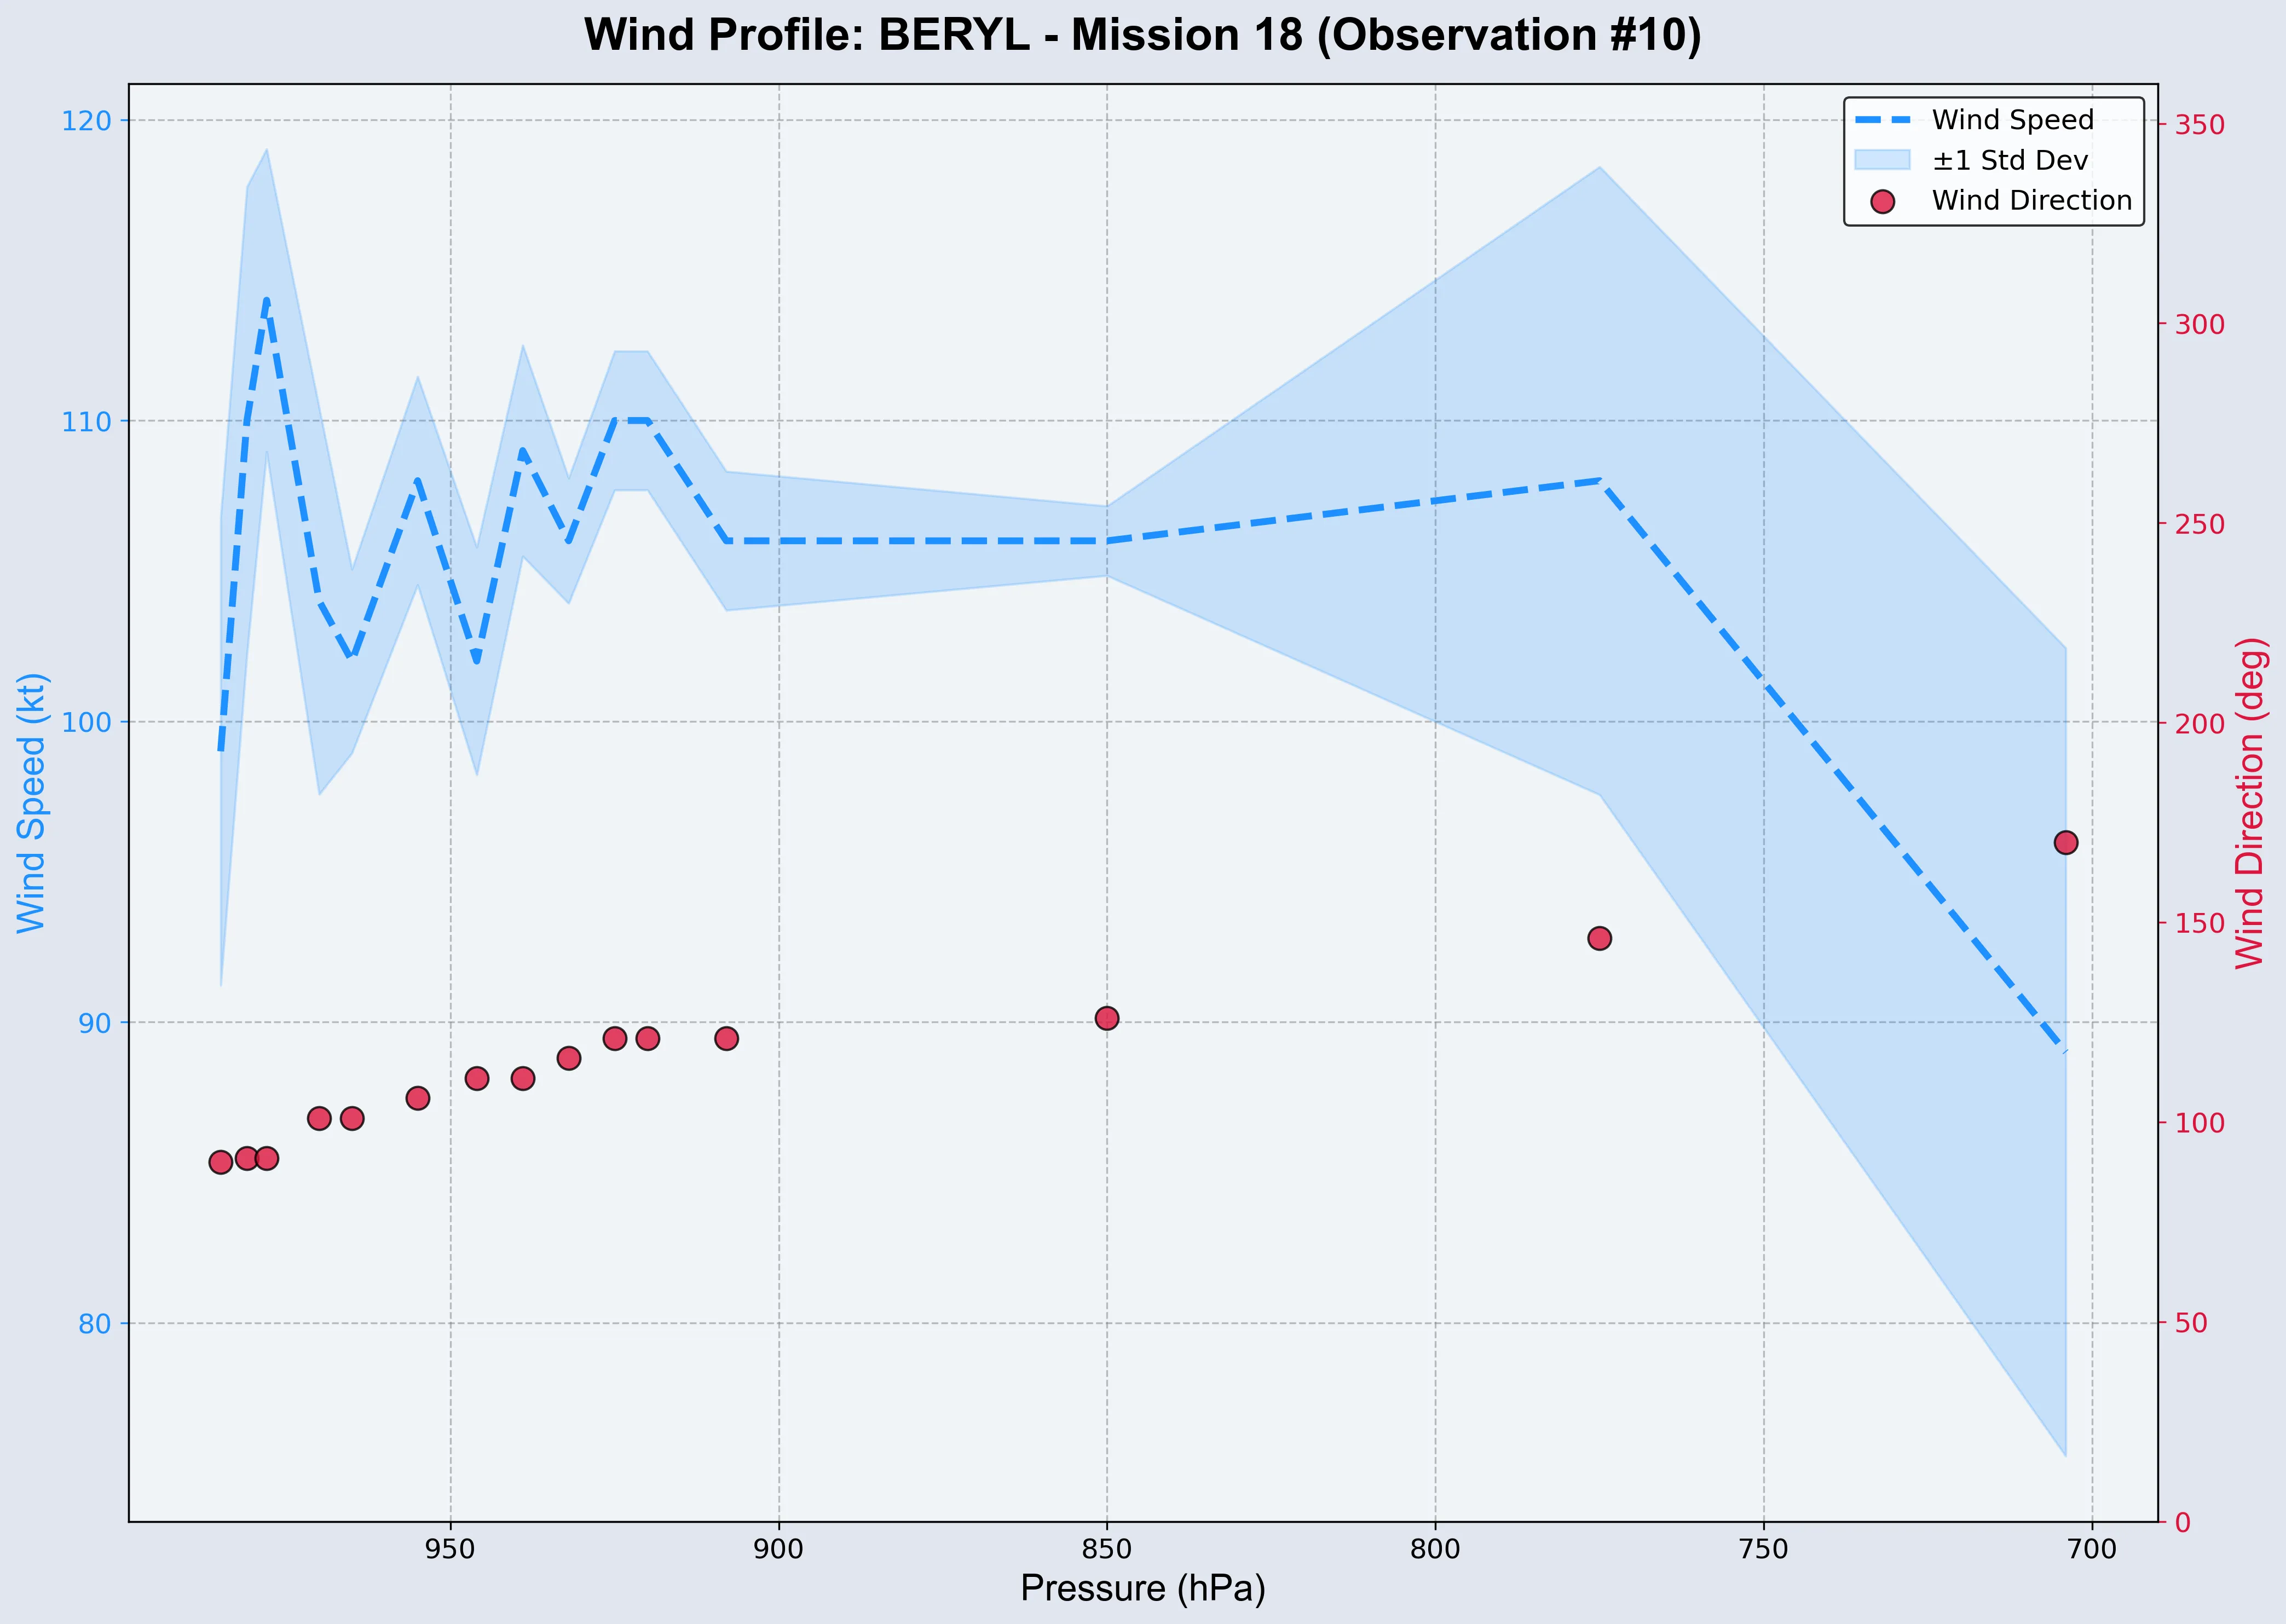 Wind Profile: BERYL - Mission 18 (Observation #10)
Wind Speed
±1 Std Dev
Wind Direction
Wind Speed (kt)
120
110
100
90
80
Wind Direction (deg)
350
300
250
200
150
100
50
0
950
900
850
800
750
700
Pressure (hPa)